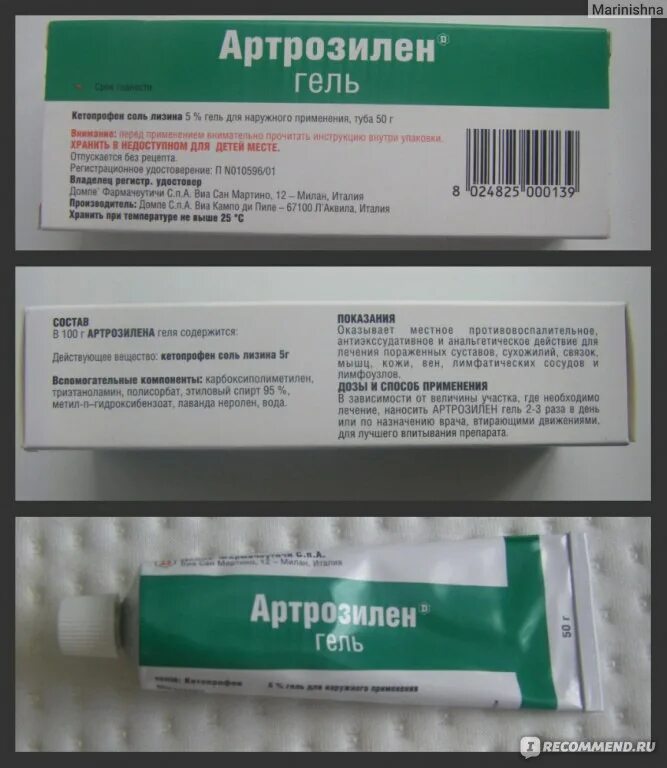 Marinishna
Артрозилен
гель
Срок годности
Кетопрофен соль лизина 5 % гель для наружного применения, туба 50 г
Внимание: перед применением внимательно прочитать инструкцию внутри упаковки.
ХРАНИТЬ В НЕДОСТУПНОМ ДЛЯ ДЕТЕЙ МЕСТЕ.
Отпускается без рецепта.
Регистрационное удостоверение: П N010596/01
Владелец регистр. удостовер
Домпе Фармачеутичи С.п.А. Виа Сан Мартино, 12 – Милан, Италия
Производитель: Домпе С.п.А. Виа Кампо ди Пиле – 67100 Л'Аквила, Италия
Хранить при температуре не выше 25 °С
8 024825 000139
СОСТАВ
В 100 г АРТРОЗИЛЕНА геля содержится:
Действующее вещество: кетопрофен соль лизина 5г
Вспомогательные компоненты: карбоксиполиметилен,
триэтаноламин, полисорбат, этиловый спирт 95 %,
метил-п-гидроксибензоат, лаванда неролен, вода.
ПОКАЗАНИЯ
Оказывает местное противовоспалительное,
антиэкссудативное и анальгетическое действие для
лечения пораженных суставов, сухожилий, связок,
мышц, кожи, вен, лимфатических сосудов и
лимфоузлов.
ДОЗЫ И СПОСОБ ПРИМЕНЕНИЯ
В зависимости от величины участка, где необходимо
лечение, наносить АРТРОЗИЛЕН гель 2-3 раза в день
или по назначению врача, втирающими движениями,
для лучшего впитывания препарата.
С.п.А.
Виа Сан Мартино, 12 – Милан, Италия
Артрозилен
гель
50 г
Кетопрофен
5 % гель для наружного применения
IRECOMMEND.RU